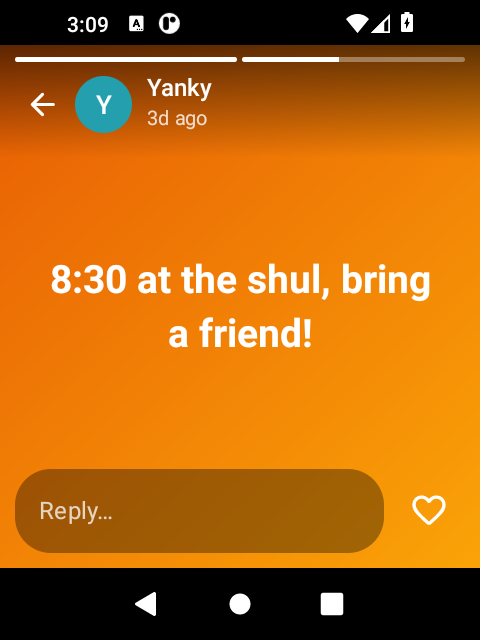 3:09
Y
Yanky
3d ago
8:30 at the shul, bring
a friend!
Reply...